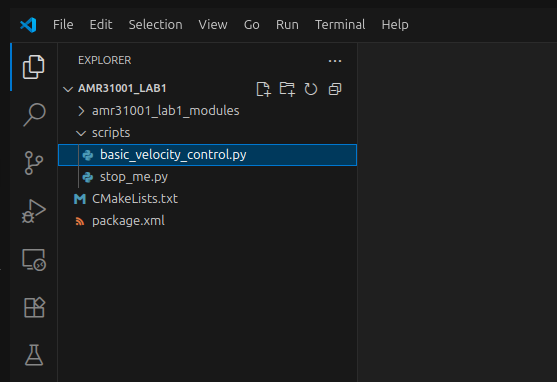 File Edit Selection View Go Run Terminal Help
EXPLORER
AMR31001_LAB1
amr31001_lab1_modules
scripts
basic_velocity_control.py
stop_me.py
CMakeLists.txt
package.xml